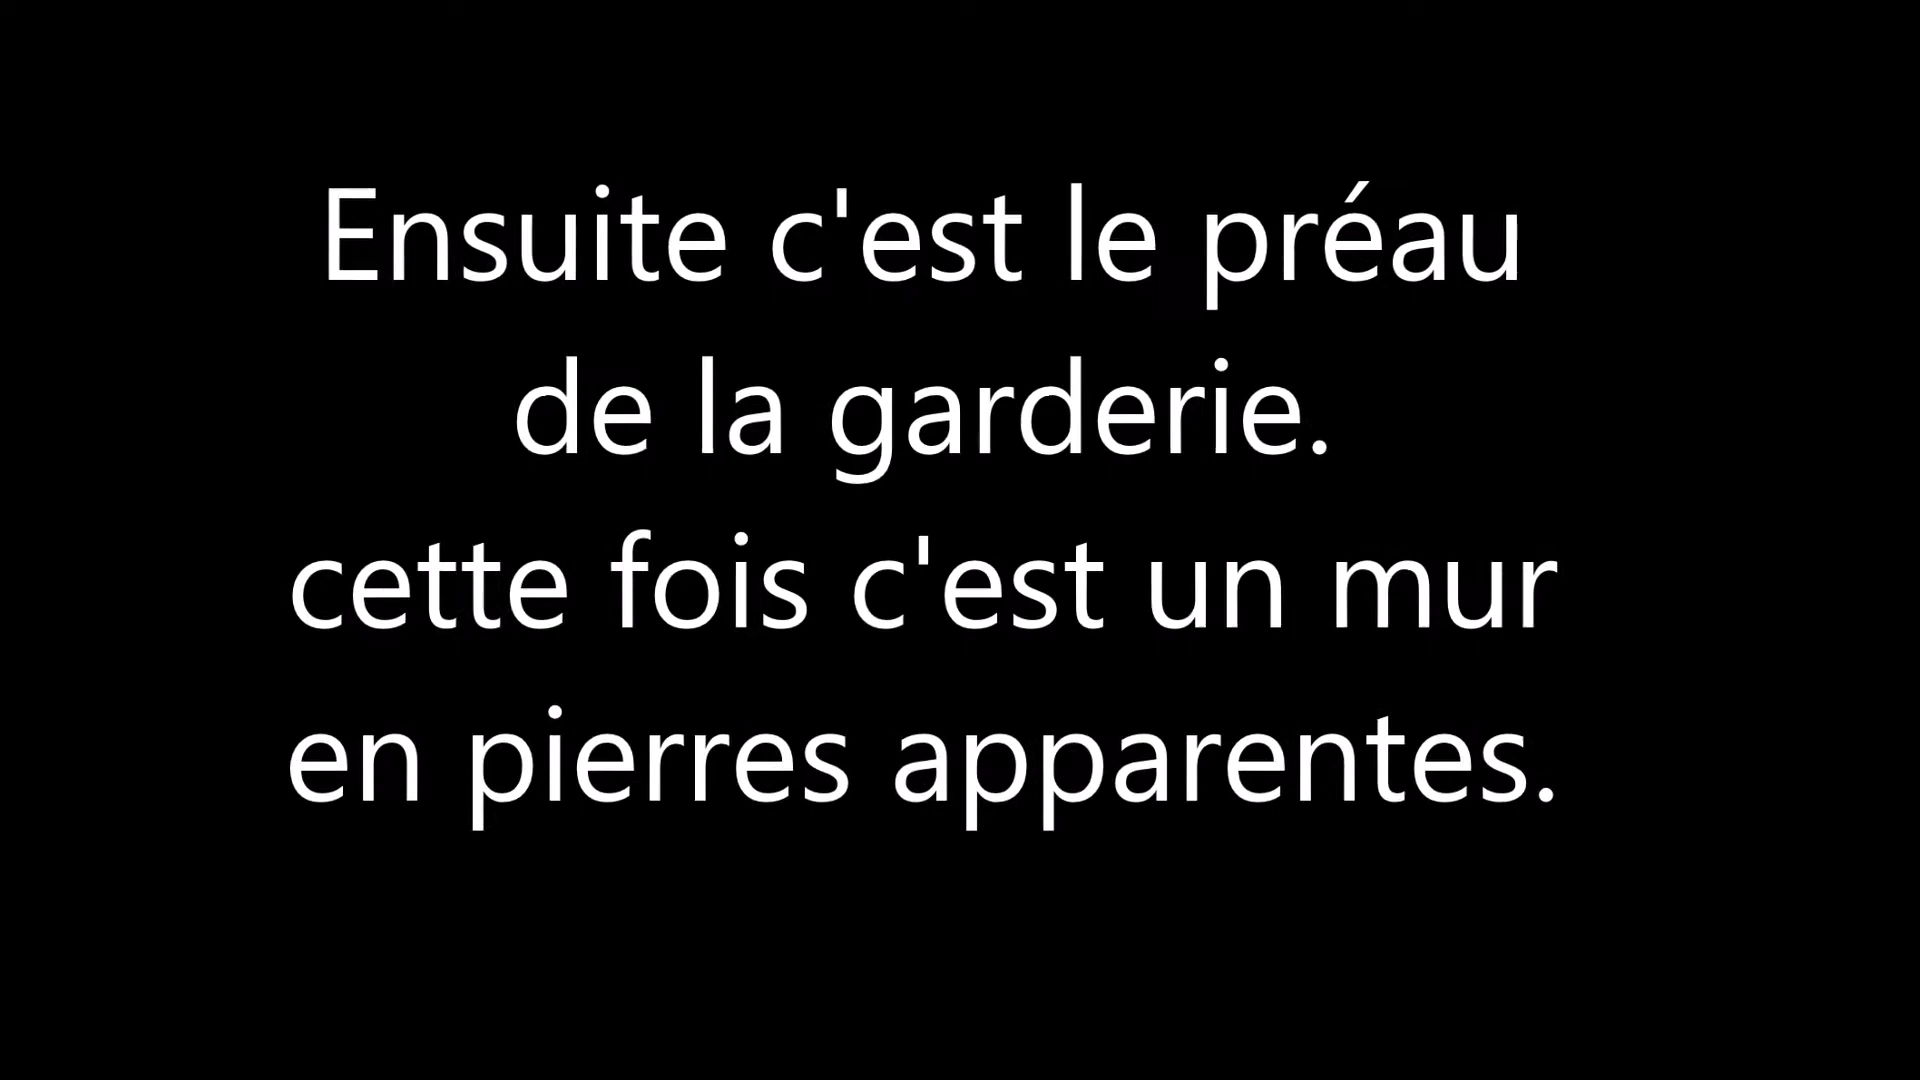 Ensuite c'est le préau
de la garderie.
cette fois c'est un mur
en pierres apparentes.